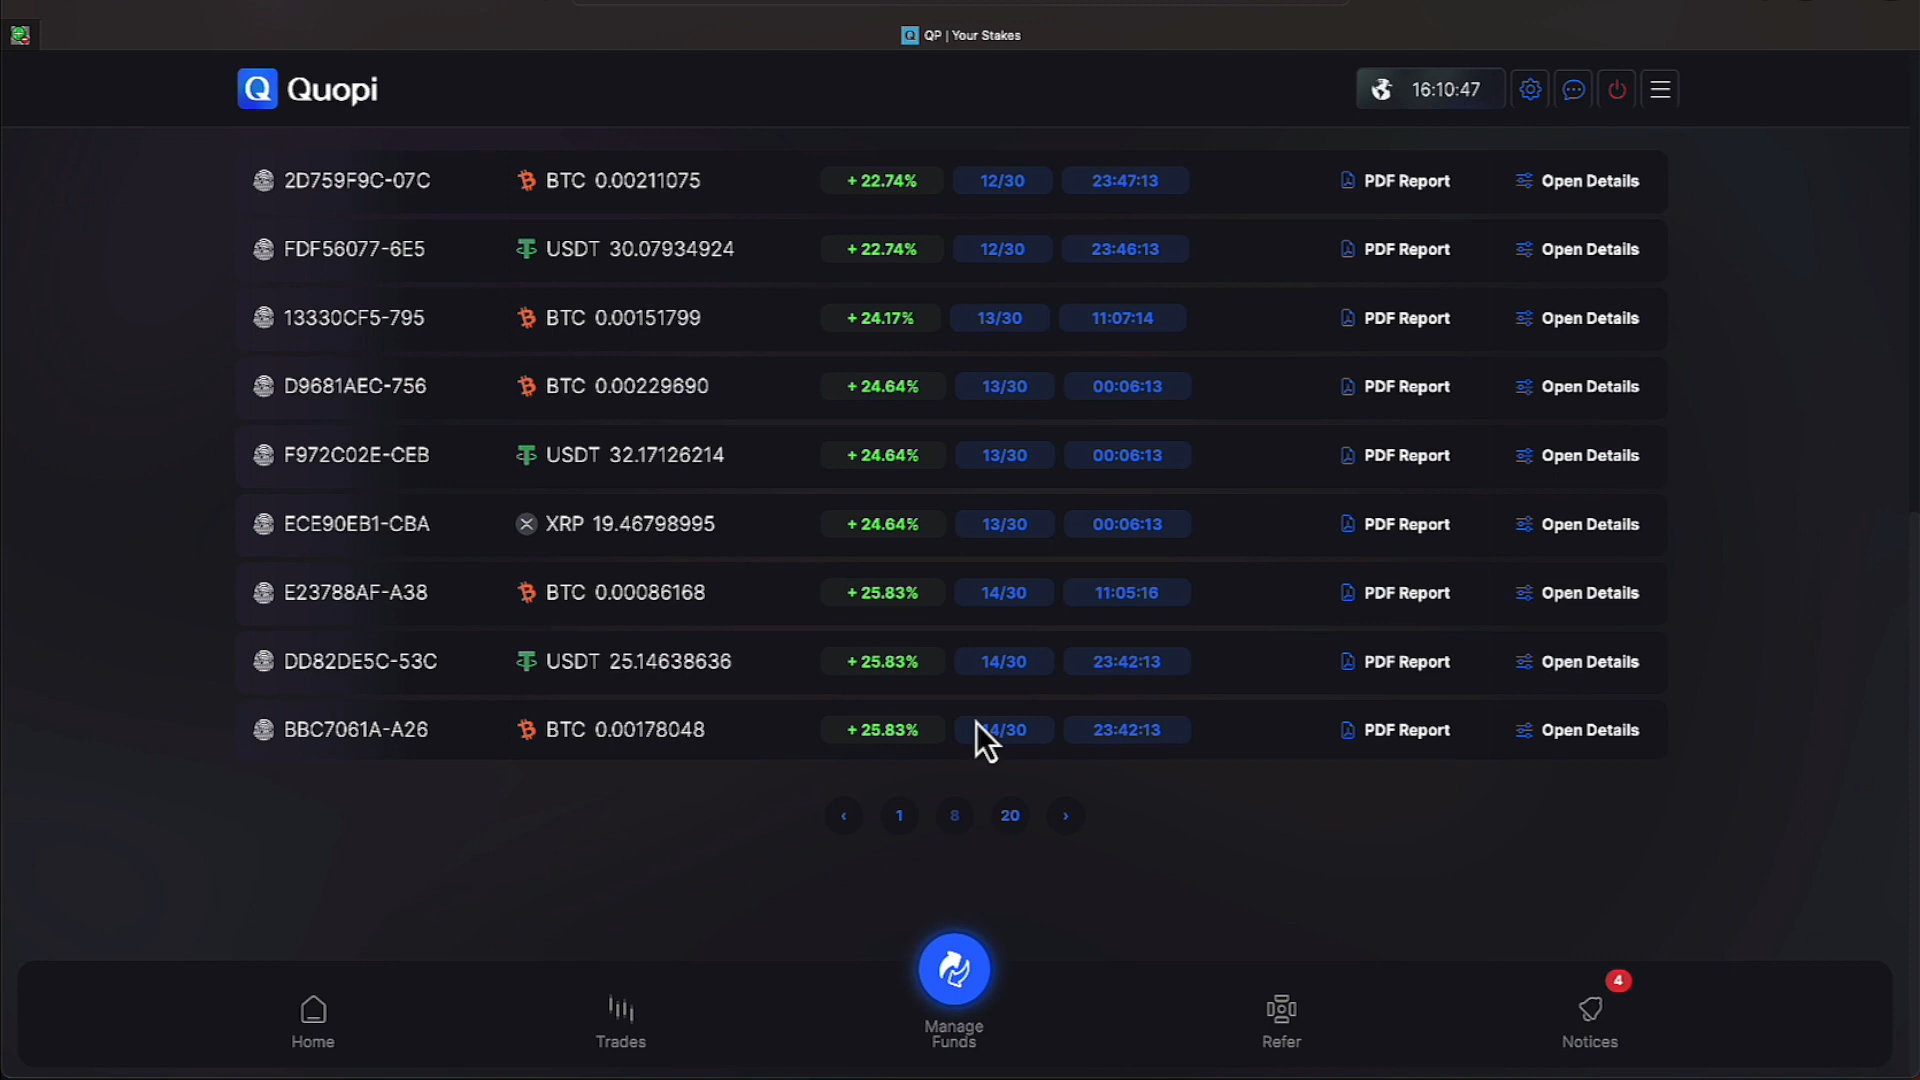 QP | Your Stakes
Quopi
16:10:47
2D759F9C-07C BTC 0.00211075 + 22.74% 12/30 23:47:13 PDF Report Open Details
FDF56077-6E5 USDT 30.07934924 + 22.74% 12/30 23:46:13 PDF Report Open Details
13330CF5-795 BTC 0.00151799 + 24.17% 13/30 11:07:14 PDF Report Open Details
D9681AEC-756 BTC 0.00229690 + 24.64% 13/30 00:06:13 PDF Report Open Details
F972C02E-CEB USDT 32.17126214 + 24.64% 13/30 00:06:13 PDF Report Open Details
ECE90EB1-CBA XRP 19.46798995 + 24.64% 13/30 00:06:13 PDF Report Open Details
E23788AF-A38 BTC 0.00086168 + 25.83% 14/30 11:05:16 PDF Report Open Details
DD82DE5C-53C USDT 25.14638636 + 25.83% 14/30 23:42:13 PDF Report Open Details
BBC7061A-A26 BTC 0.00178048 + 25.83% 14/30 23:42:13 PDF Report Open Details
‹ 1 8 20 ›
4
Home Trades Manage Funds Refer Notices